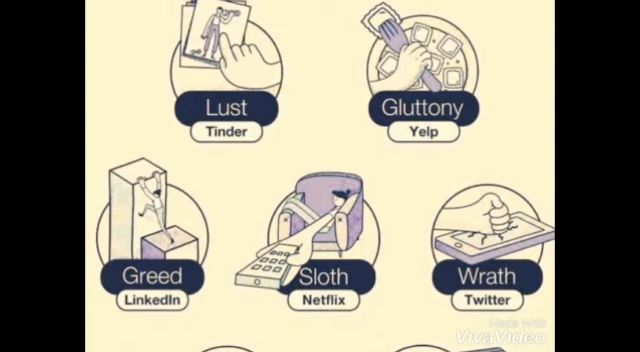 Lust
Tinder
Gluttony
Yelp
Greed
LinkedIn
Sloth
Netflix
Wrath
Twitter
Made With
VivaVideo